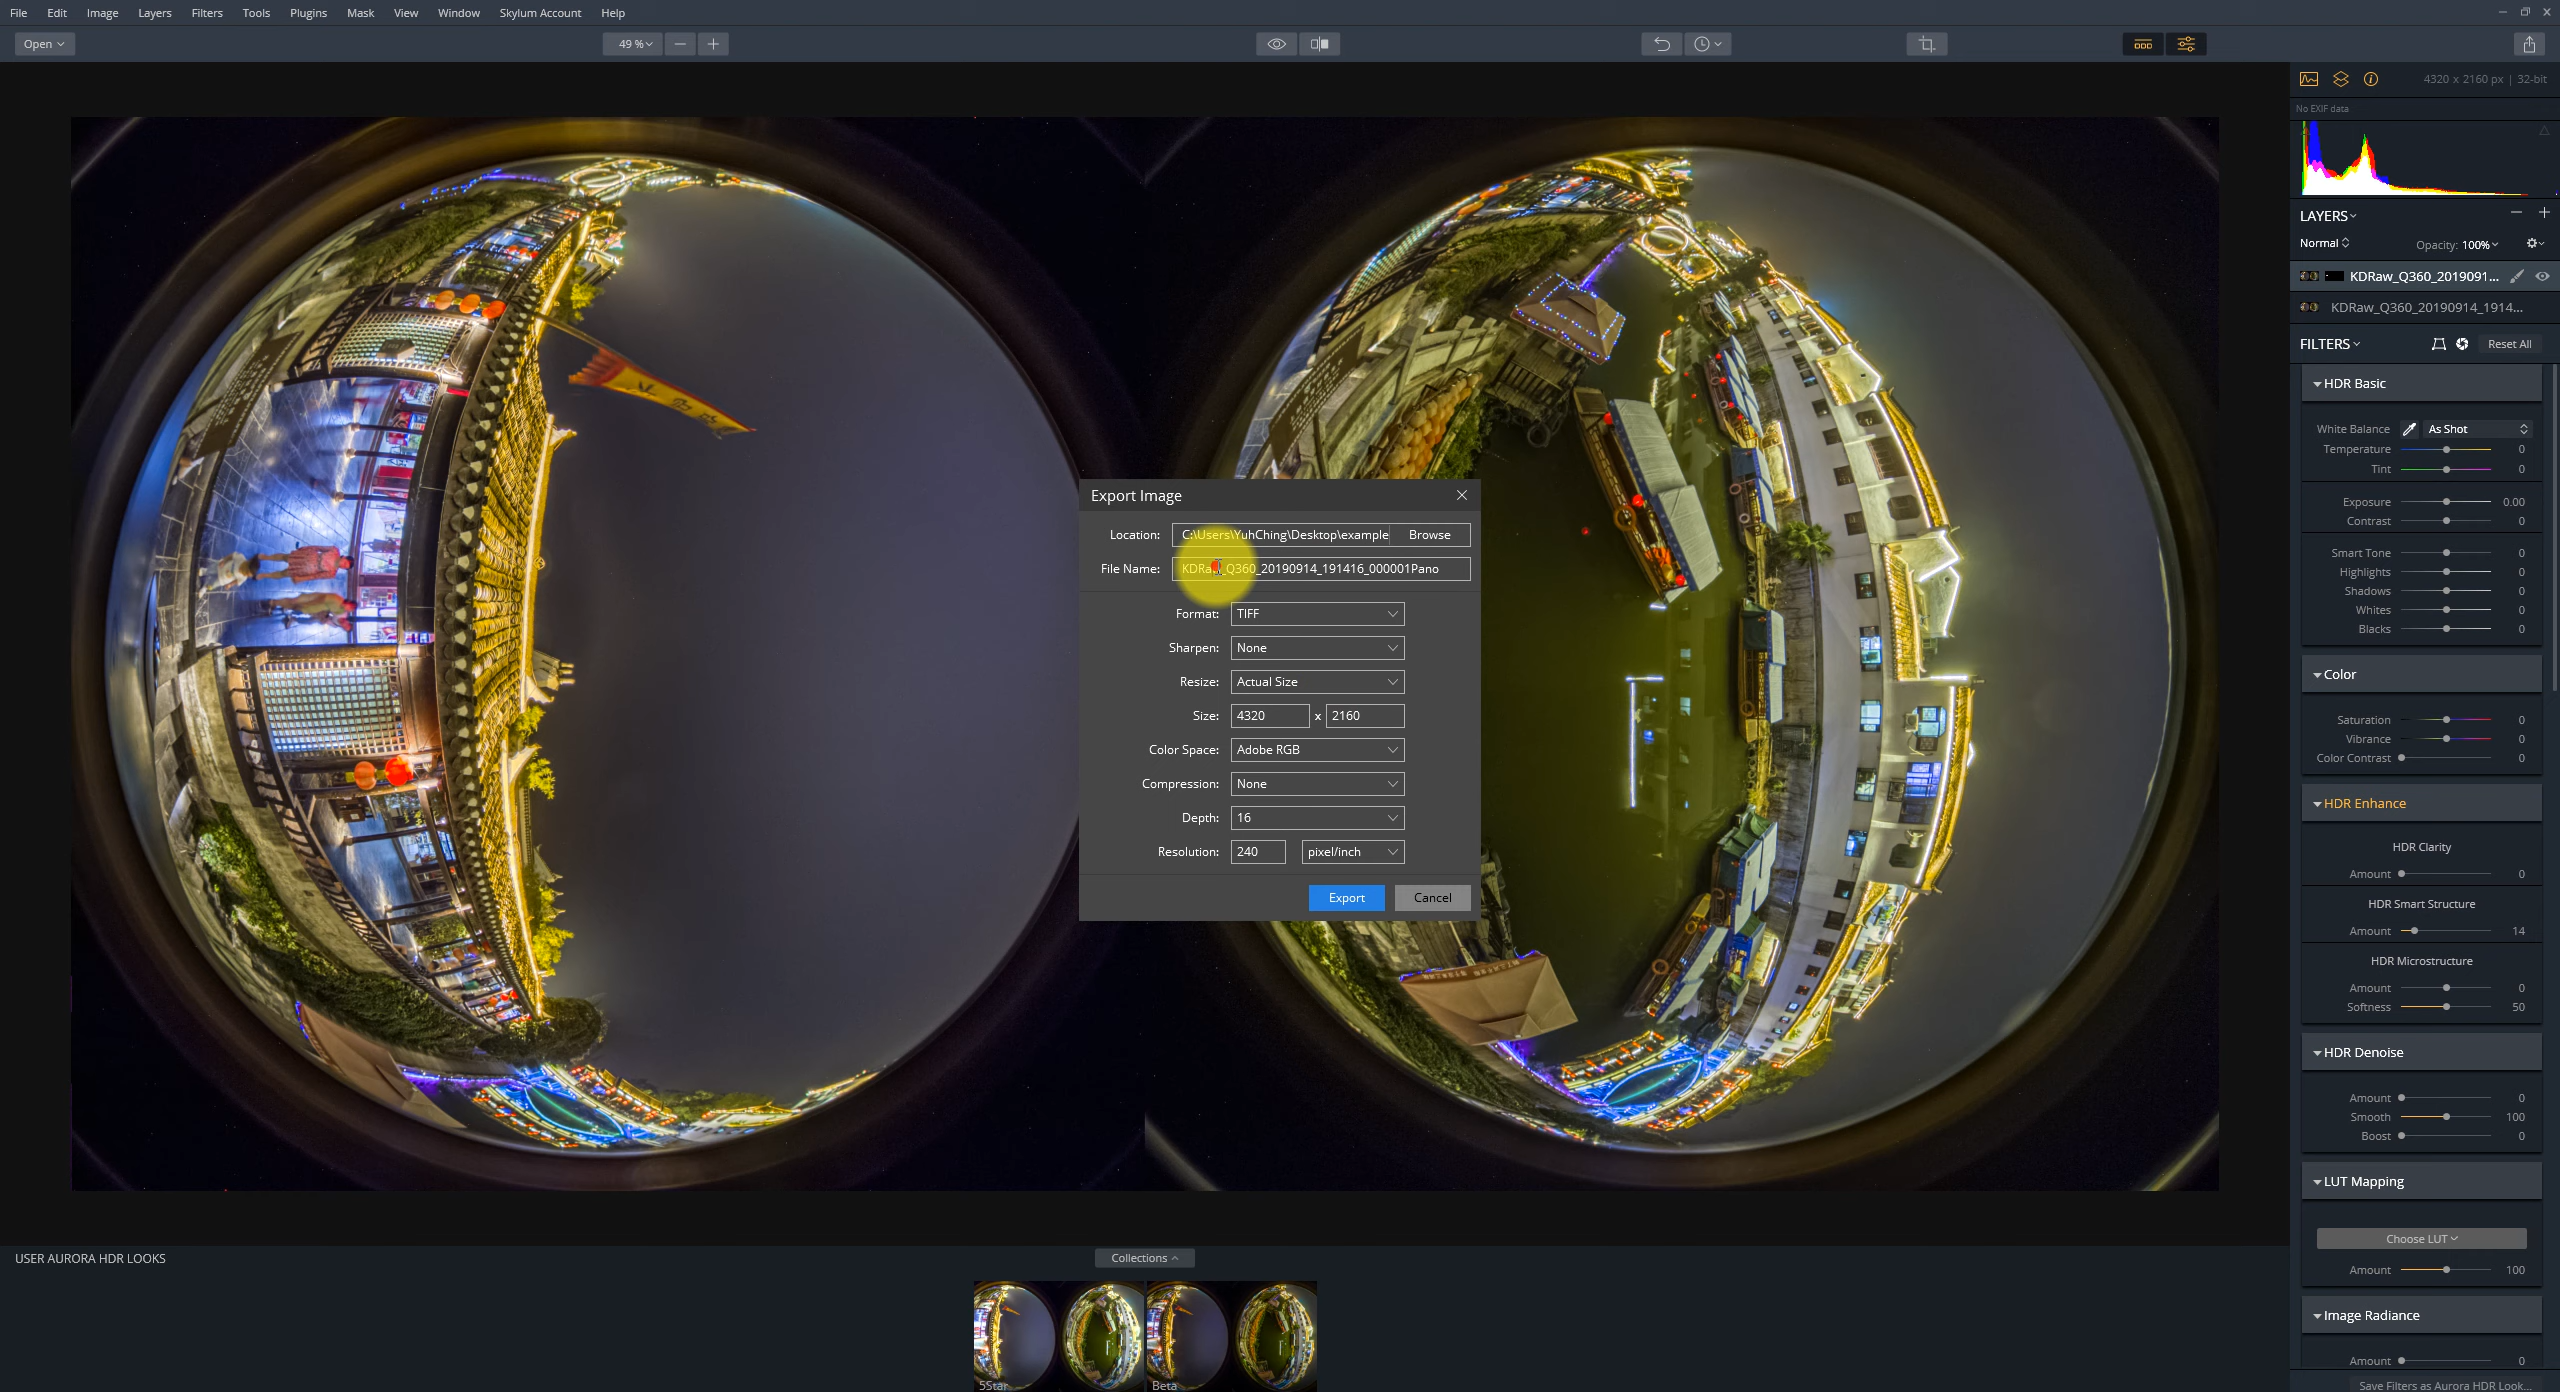 File Edit Image Layers Filters Tools Plugins Mask View Window Skylum Account Help
Open 49 %
4320 x 2160 px | 32-bit
No EXIF data
LAYERS
Normal Opacity: 100%
KDRaw_Q360_2019091...
KDRaw_Q360_20190914_1914...
FILTERS Reset All
HDR Basic
White Balance As Shot
Temperature 0
Tint 0
Exposure 0.00
Contrast 0
Smart Tone 0
Highlights 0
Shadows 0
Whites 0
Blacks 0
Color
Saturation 0
Vibrance 0
Color Contrast 0
HDR Enhance
HDR Clarity
Amount 0
HDR Smart Structure
Amount 14
HDR Microstructure
Amount 0
Softness 50
HDR Denoise
Amount 0
Smooth 100
Boost 0
LUT Mapping
Choose LUT
Amount 100
Image Radiance
Amount 0
Save Filters as Aurora HDR Look...
Export Image
Location: C:\Users\YuhChing\Desktop\example Browse
File Name: KDRaw_Q360_20190914_191416_000001Pano
Format: TIFF
Sharpen: None
Resize: Actual Size
Size: 4320 x 2160
Color Space: Adobe RGB
Compression: None
Depth: 16
Resolution: 240 pixel/inch
Export Cancel
USER AURORA HDR LOOKS Collections
5Star Beta